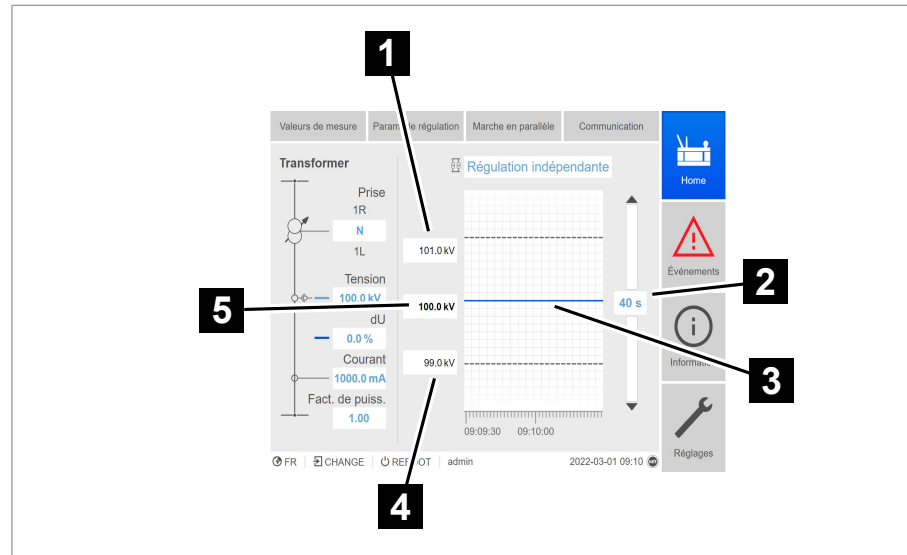 1
Valeurs de mesure
Param de régulation
Marche en parallèle
Communication
Transformer
Régulation indépendante
Home
Prise
1R
N
1L
101.0 kV
Événements
Tension
100.0 kV
100.0 kV
40 s
2
5
dU
0.0 %
99.0 kV
Information
3
Courant
1000.0 mA
Fact. de puiss.
1.00
09:09:30 09:10:00
Réglages
FR CHANGE admin 2022-03-01 09:10
4